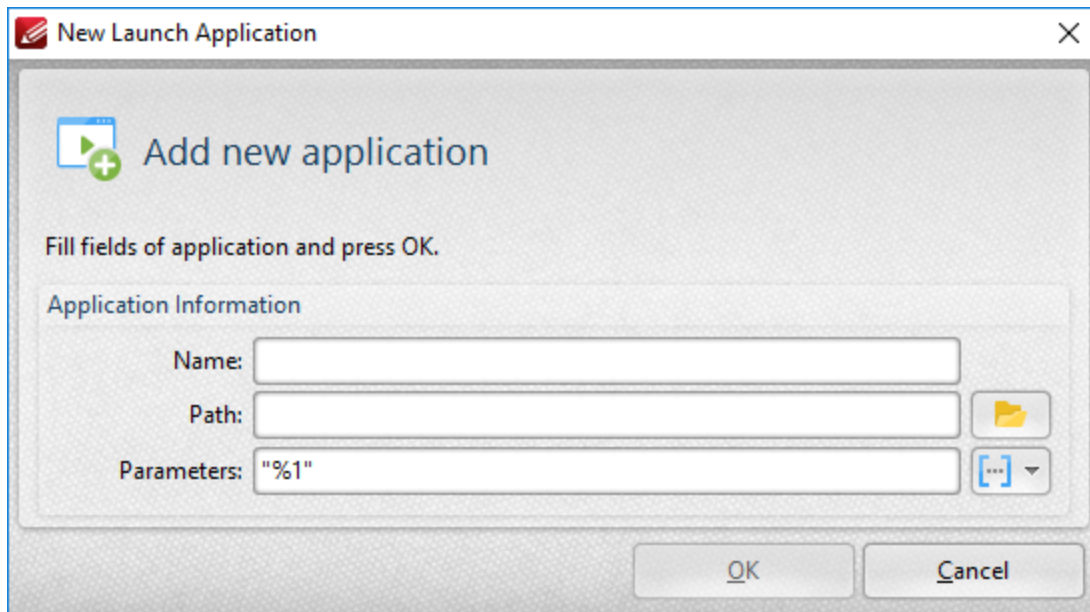 New Launch Application
Add new application
Fill fields of application and press OK.
Application Information
Name:
Path:
Parameters: "%1"
OK Cancel